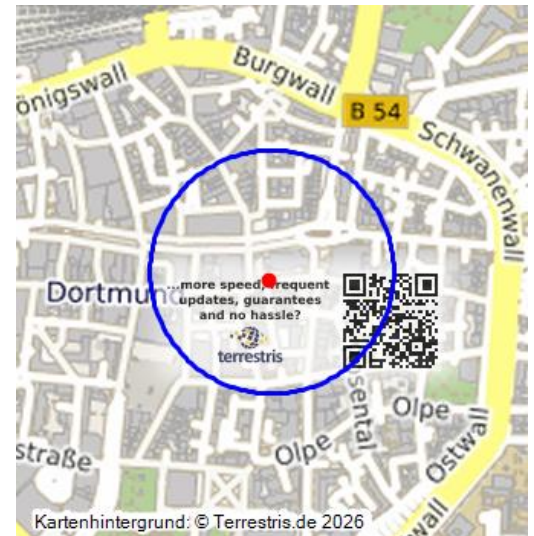 önigswall
Burgwall
B 54
Schwanenwall
Dortmund
...more speed, frequent
updates, guarantees
and no hassle?
terrestris
sental
Olpe
Olpe
Ostwall
straße
wall
Kartenhintergrund: © Terrestris.de 2026